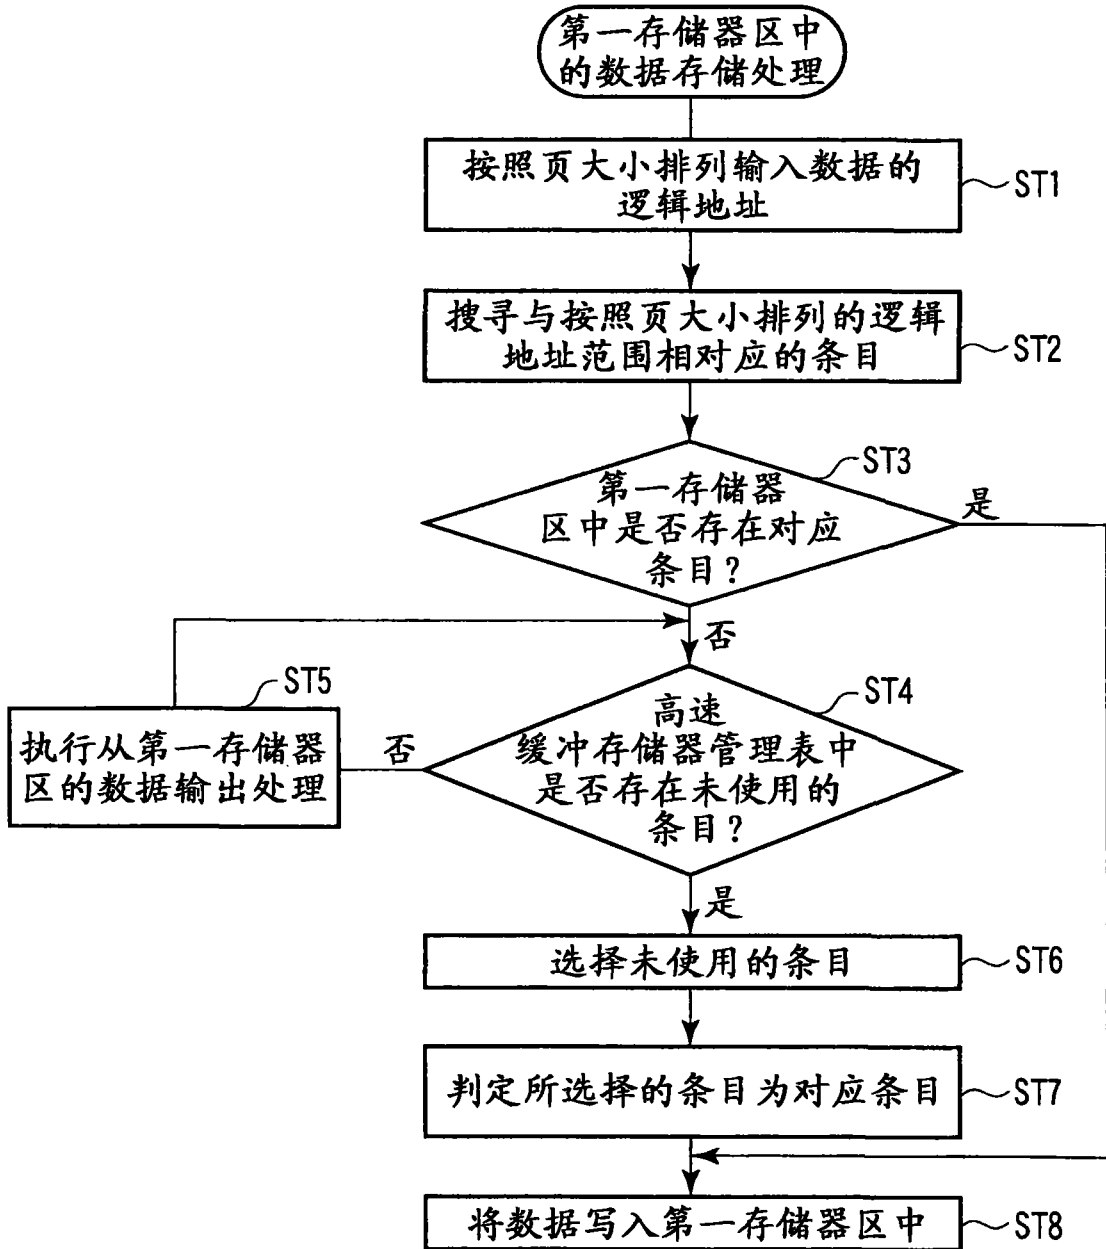 第一存储器区中
的数据存储处理
按照页大小排列输入数据的
逻辑地址
ST1
搜寻与按照页大小排列的逻辑
地址范围相对应的条目
ST2
ST3
第一存储器
区中是否存在对应
条目?
是
否
ST5
ST4
执行从第一存储器
区的数据输出处理
否
高速
缓冲存储器管理表中
是否存在未使用的
条目?
是
选择未使用的条目
ST6
判定所选择的条目为对应条目
ST7
将数据写入第一存储器区中
ST8